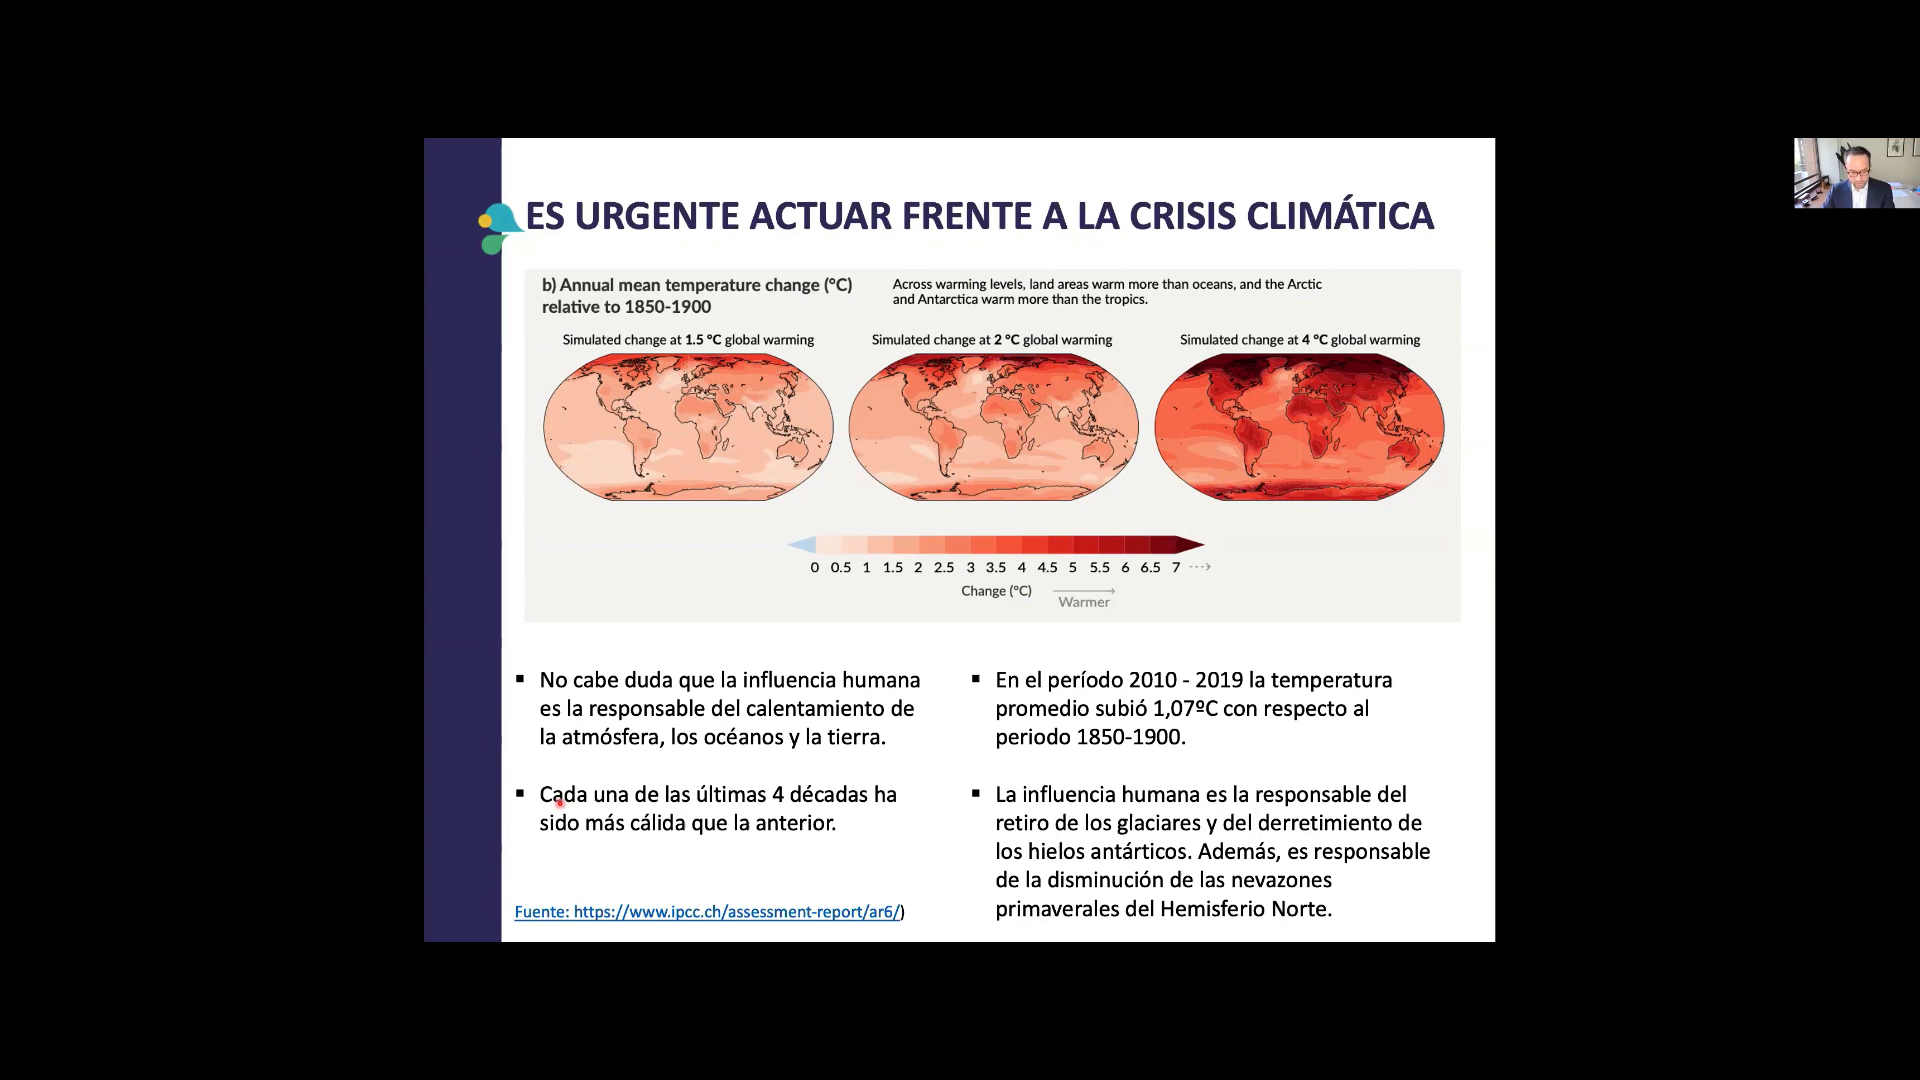 ES URGENTE ACTUAR FRENTE A LA CRISIS CLIMÁTICA
b) Annual mean temperature change (°C)
relative to 1850-1900
Across warming levels, land areas warm more than oceans, and the Arctic
and Antarctica warm more than the tropics.
Simulated change at 1.5 °C global warming
Simulated change at 2 °C global warming
Simulated change at 4 °C global warming
0 0.5 1 1.5 2 2.5 3 3.5 4 4.5 5 5.5 6 6.5 7
Change (°C)
Warmer
▪ No cabe duda que la influencia humana
es la responsable del calentamiento de
la atmósfera, los océanos y la tierra.
▪ Cada una de las últimas 4 décadas ha
sido más cálida que la anterior.
Fuente: https://www.ipcc.ch/assessment-report/ar6/)
▪ En el período 2010 - 2019 la temperatura
promedio subió 1,07ºC con respecto al
periodo 1850-1900.
▪ La influencia humana es la responsable del
retiro de los glaciares y del derretimiento de
los hielos antárticos. Además, es responsable
de la disminución de las nevazones
primaverales del Hemisferio Norte.